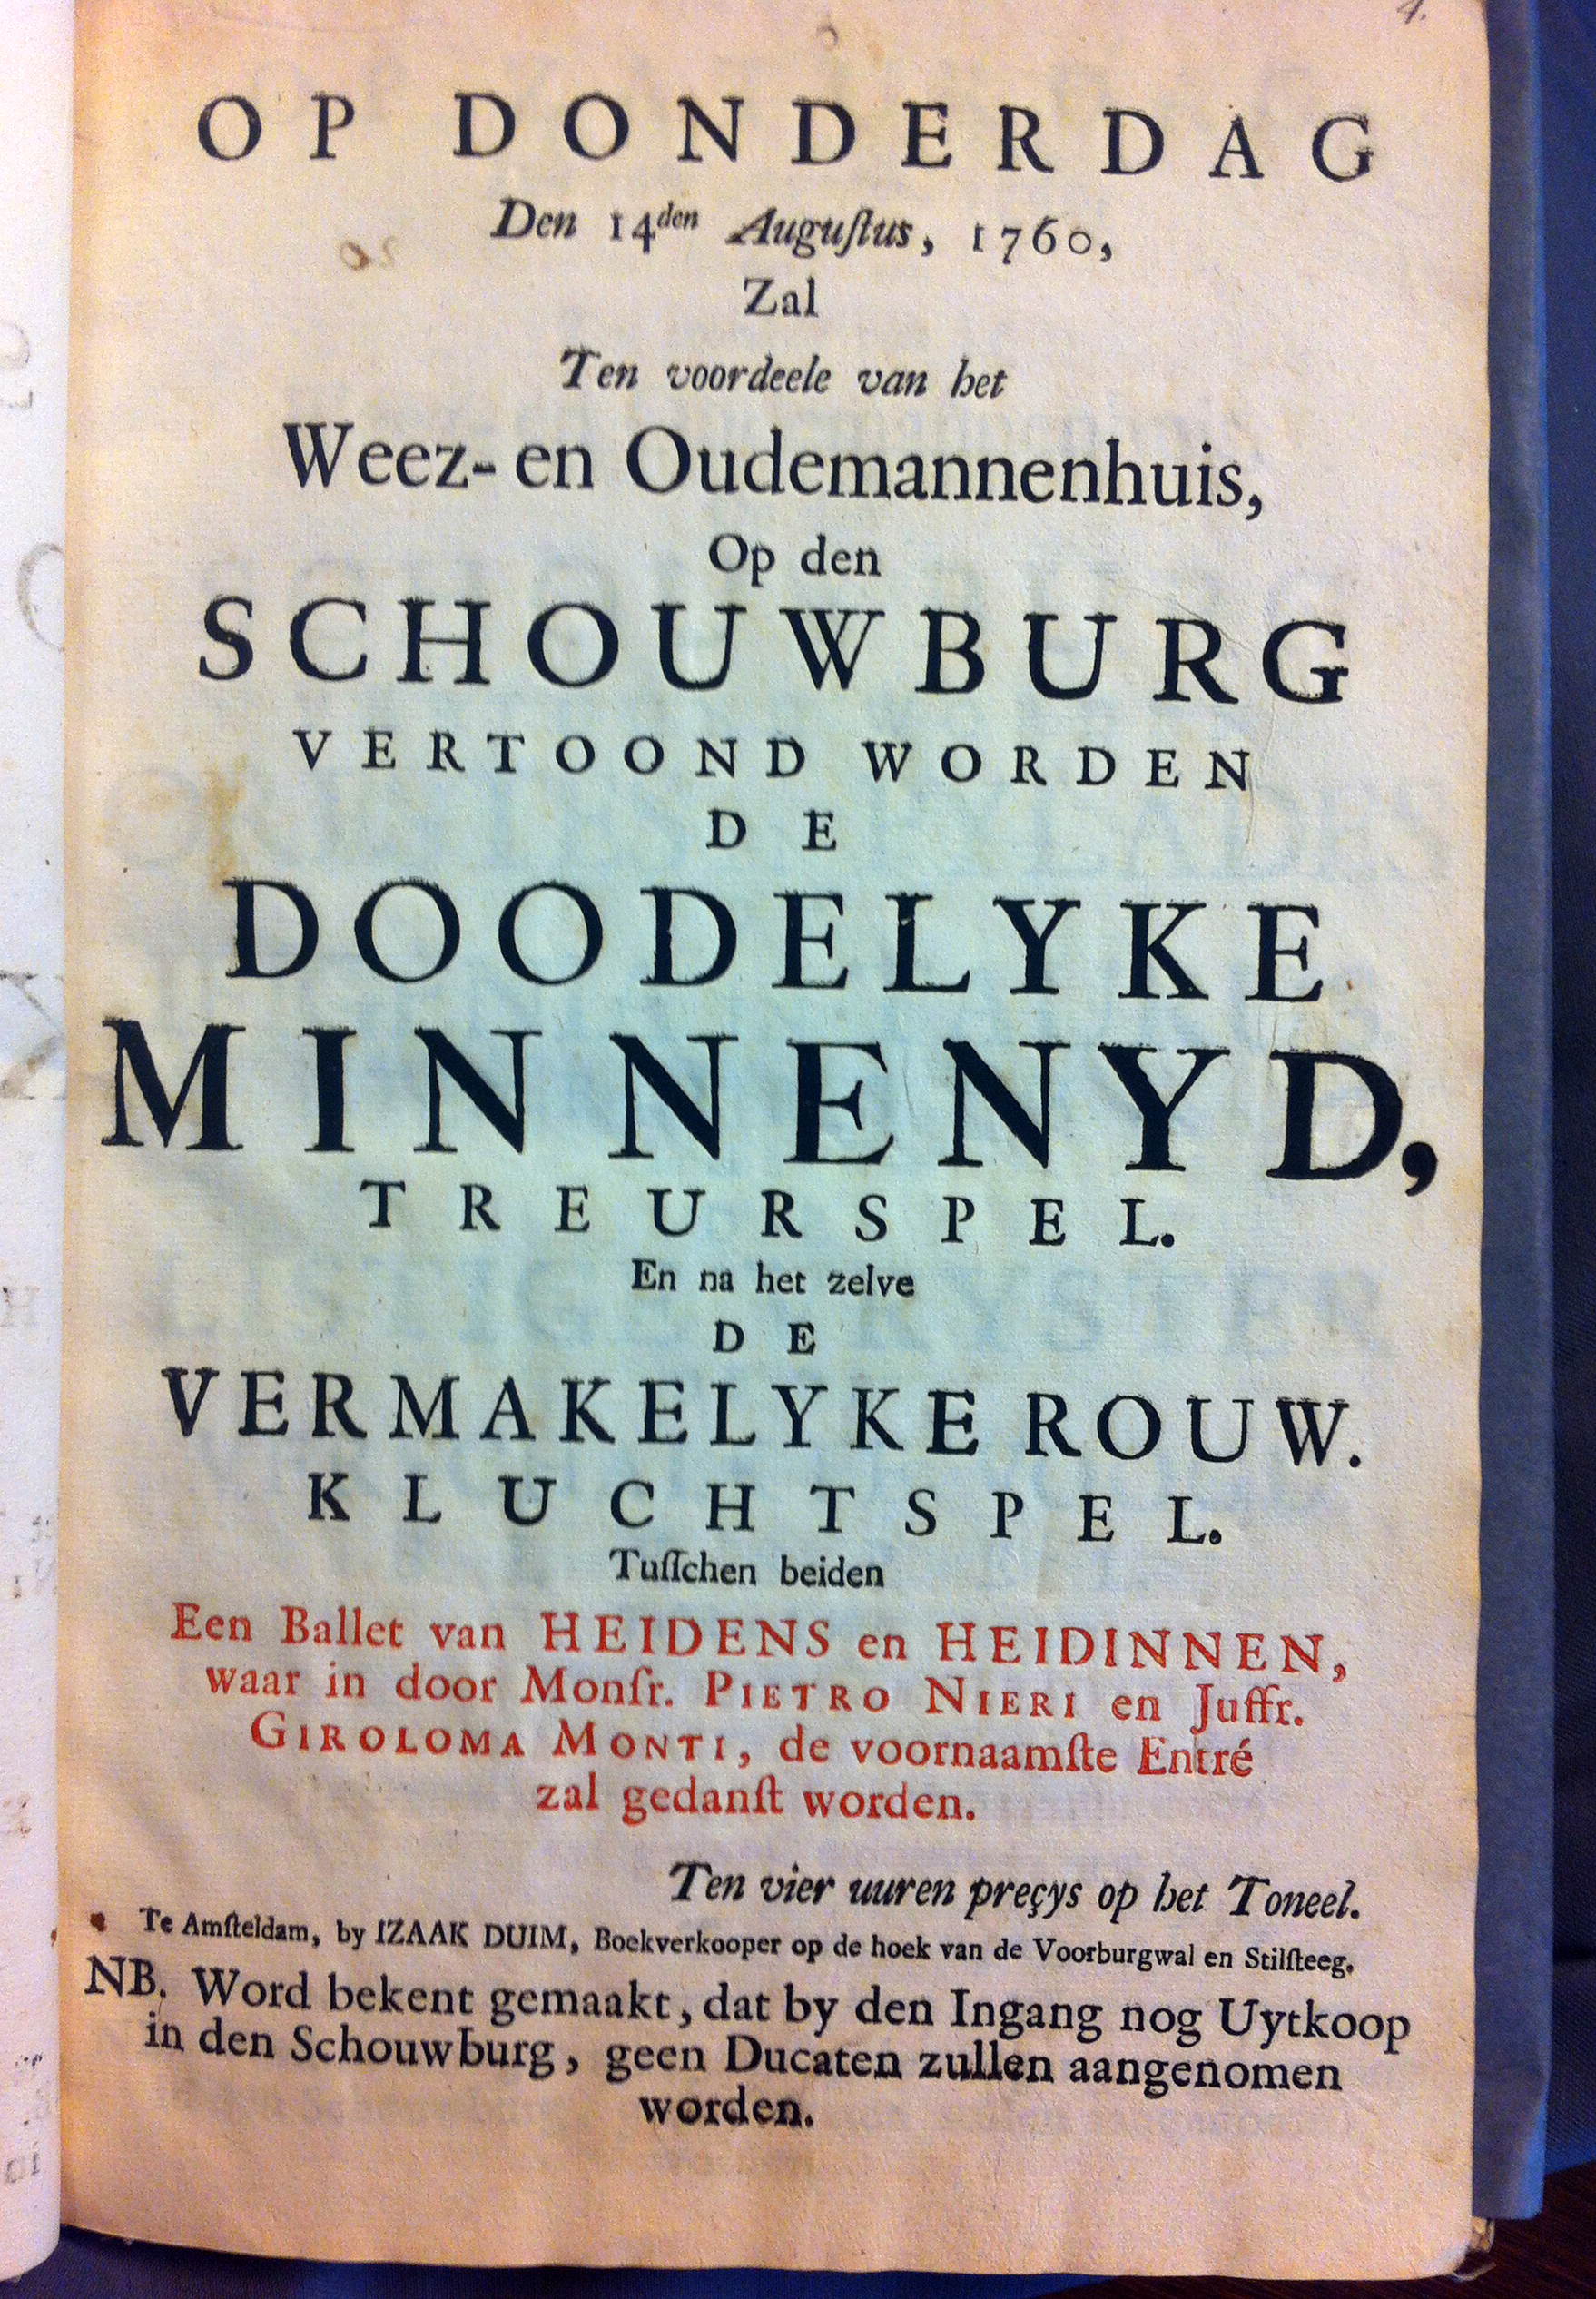 4.
OP DONDERDAG
Den 14den Auguſtus, 1760,
Zal
Ten voordeele van het
Weez- en Oudemannenhuis,
Op den
SCHOUWBURG
VERTOOND WORDEN
DE
DOODELYKE
MINNENYD,
TREURSPEL.
En na het zelve
DE
VERMAKELYKE ROUW.
KLUCHTSPEL.
Tuſſchen beiden
Een Ballet van HEIDENS en HEIDINNEN,
waar in door Monſr. PIETRO NIERI en Juffr.
GIROLOMA MONTI, de voornaamſte Entré
zal gedanſt worden.
Ten vier uuren preçys op het Toneel.
Te Amſteldam, by IZAAK DUIM, Boekverkooper op de hoek van de Voorburgwal en Stilſteeg.
NB. Word bekent gemaakt, dat by den Ingang nog Uytkoop
in den Schouwburg, geen Ducaten zullen aangenomen
worden.